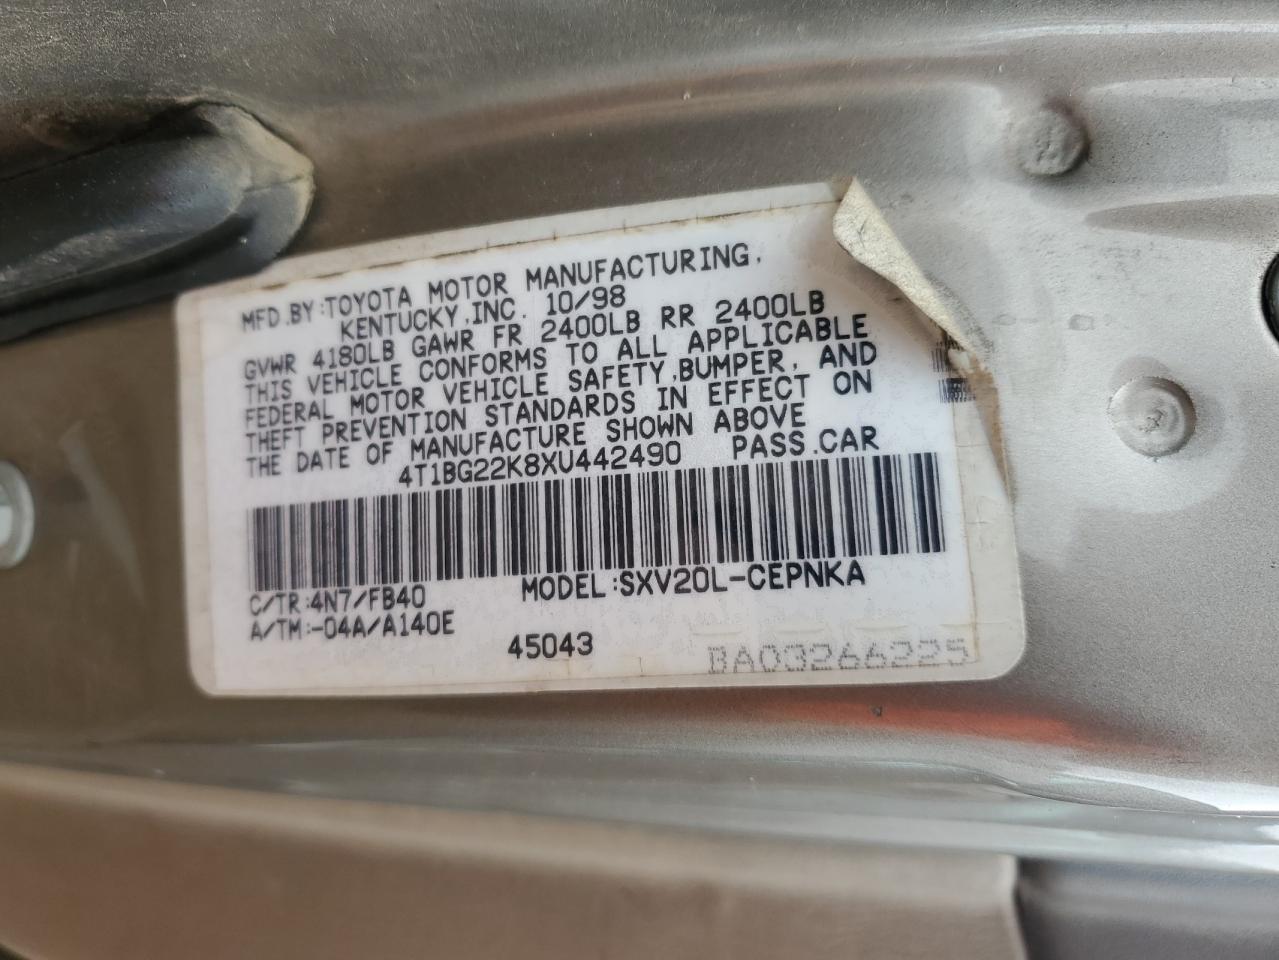 MFD.BY:TOYOTA MOTOR MANUFACTURING,
KENTUCKY,INC. 10/98
GVWR 4180LB GAWR FR 2400LB RR 2400LB
THIS VEHICLE CONFORMS TO ALL APPLICABLE
FEDERAL MOTOR VEHICLE SAFETY,BUMPER, AND
THEFT PREVENTION STANDARDS IN EFFECT ON
THE DATE OF MANUFACTURE SHOWN ABOVE
4T1BG22K8XU442490 PASS.CAR
C/TR:4N7/FB40 MODEL:SXV20L-CEPNKA
A/TM:-04A/A140E
45043 BA03266225